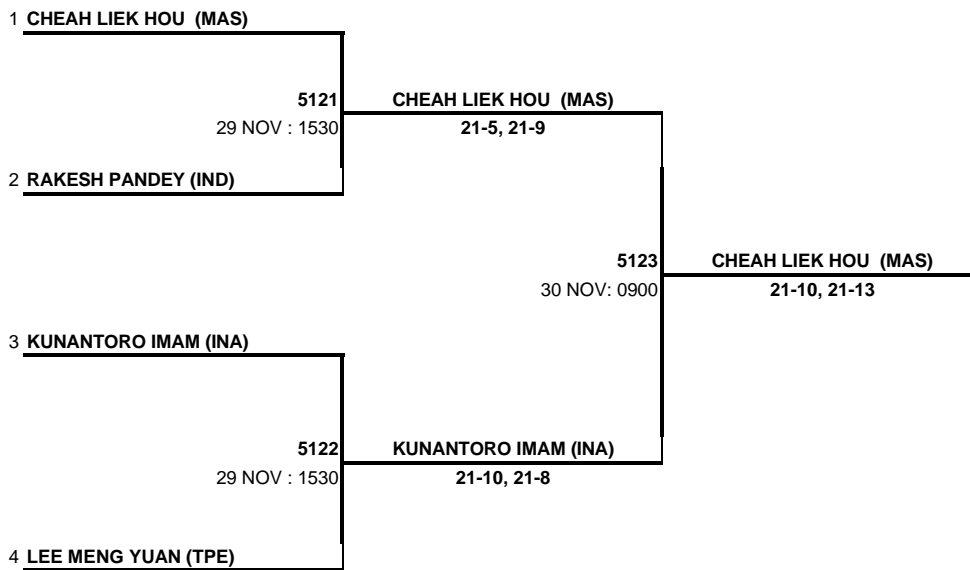 1 CHEAH LIEK HOU (MAS)
5121 CHEAH LIEK HOU (MAS)
29 NOV : 1530 21-5, 21-9
2 RAKESH PANDEY (IND)
5123 CHEAH LIEK HOU (MAS)
30 NOV: 0900 21-10, 21-13
3 KUNANTORO IMAM (INA)
5122 KUNANTORO IMAM (INA)
29 NOV : 1530 21-10, 21-8
4 LEE MENG YUAN (TPE)